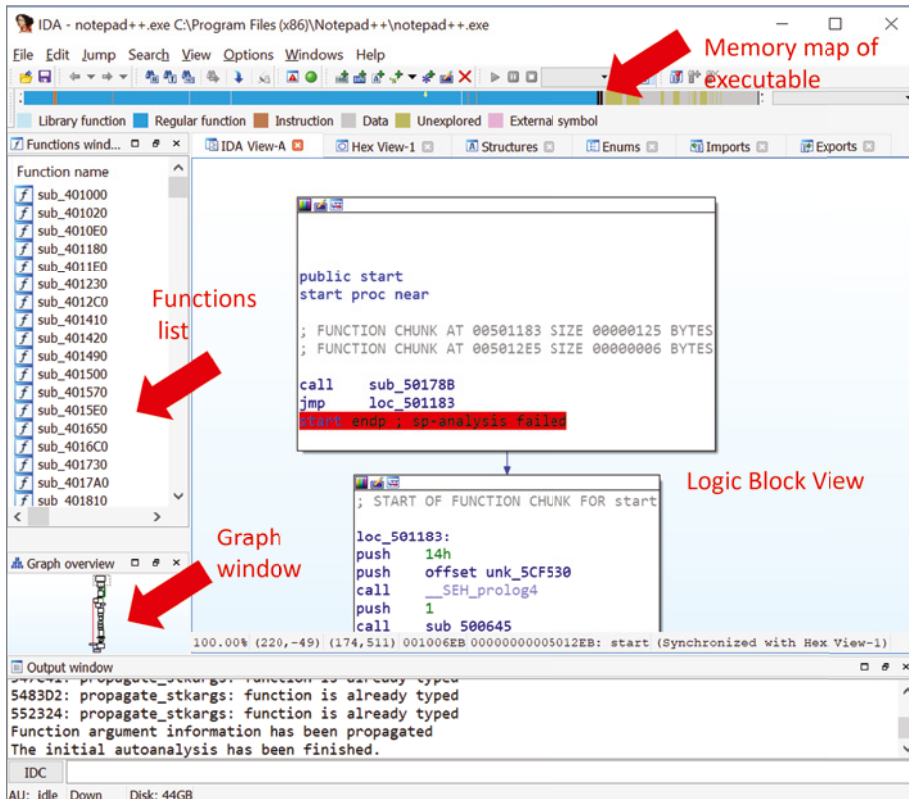 IDA - notepad++.exe C:\Program Files (x86)\Notepad++\notepad++.exe
File Edit Jump Search View Options Windows Help
Memory map of
executable
Library function Regular function Instruction Data Unexplored External symbol
Functions wind...
IDA View-A Hex View-1 Structures Enums Imports Exports
Function name
sub_401000
sub_401020
sub_4010E0
sub_401180
sub_4011E0
sub_401230
sub_4012C0
sub_401410
sub_401420
sub_401490
sub_401500
sub_401570
sub_4015E0
sub_401650
sub_4016C0
sub_401730
sub_4017A0
sub_401810
Functions
list
public start
start proc near
; FUNCTION CHUNK AT 00501183 SIZE 00000125 BYTES
; FUNCTION CHUNK AT 005012E5 SIZE 00000006 BYTES
call sub_50178B
jmp loc_501183
start endp ; sp-analysis failed
Logic Block View
; START OF FUNCTION CHUNK FOR start
loc_501183:
push 14h
push offset unk_5CF530
call __SEH_prolog4
push 1
call sub_500645
Graph overview
Graph
window
100.00% (220,-49) (174,511) 001006EB 00000000005012EB: start (Synchronized with Hex View-1)
Output window
propagate_stkargs: function is already typed
5483D2: propagate_stkargs: function is already typed
552324: propagate_stkargs: function is already typed
Function argument information has been propagated
The initial autoanalysis has been finished.
IDC
AU: idle Down Disk: 44GB